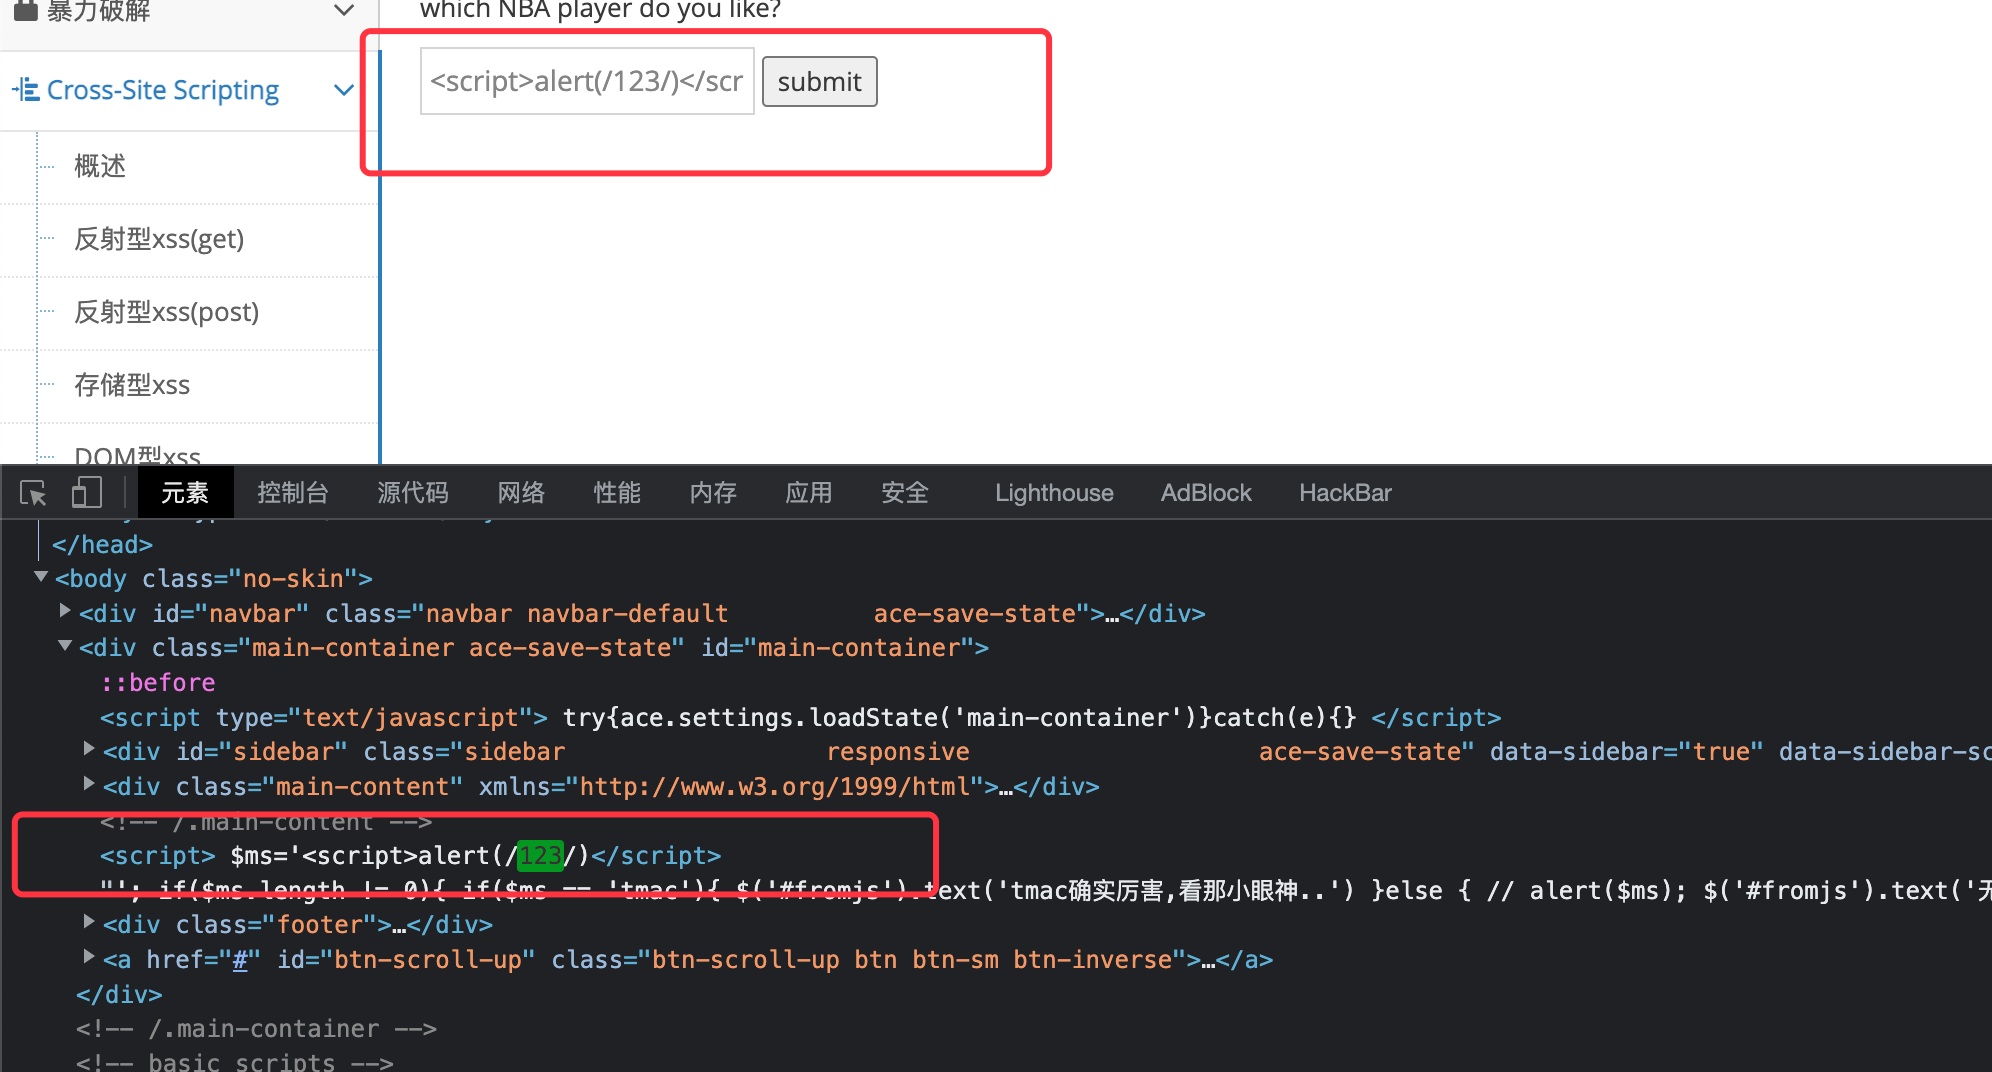 暴力破解
which NBA player do you like?
<script>alert(/123/)</scr
submit
Cross-Site Scripting
概述
反射型xss(get)
反射型xss(post)
存储型xss
DOM型xss
元素 控制台 源代码 网络 性能 内存 应用 安全 Lighthouse AdBlock HackBar
</head>
<body class="no-skin">
<div id="navbar" class="navbar navbar-default ace-save-state">…</div>
<div class="main-container ace-save-state" id="main-container">
::before
<script type="text/javascript"> try{ace.settings.loadState('main-container')}catch(e){} </script>
<div id="sidebar" class="sidebar responsive ace-save-state" data-sidebar="true" data-sidebar-sc
<div class="main-content" xmlns="http://www.w3.org/1999/html">…</div>
<!-- /.main-content -->
<script> $ms='<script>alert(/123/)</script>
"'; if($ms.length != 0){ if($ms == 'tmac'){ $('#fromjs').text('tmac确实厉害,看那小眼神..') }else { // alert($ms); $('#fromjs').text('无
<div class="footer">…</div>
<a href="#" id="btn-scroll-up" class="btn-scroll-up btn btn-sm btn-inverse">…</a>
</div>
<!-- /.main-container -->
<!-- basic scripts -->